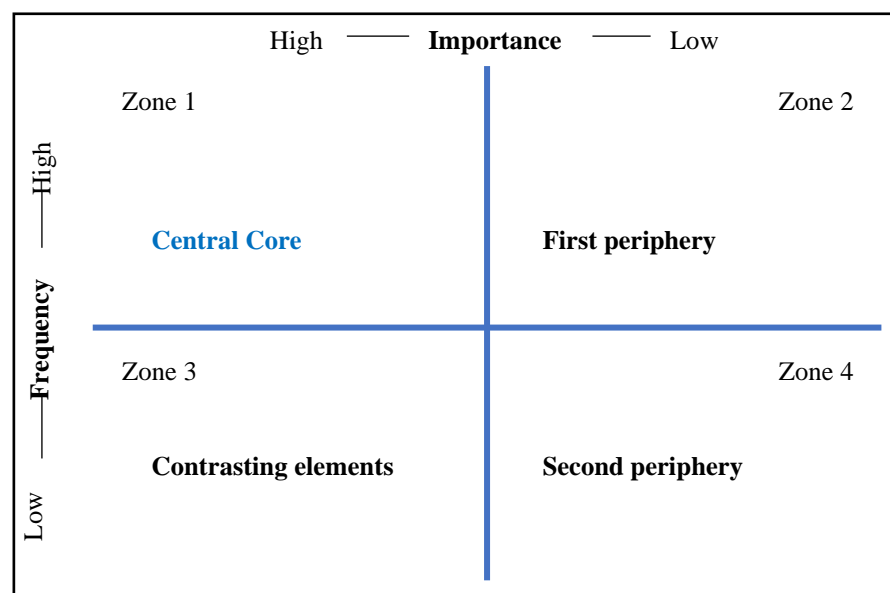 High Importance Low
Zone 1 Zone 2
High
Central Core First periphery
Frequency
Zone 3 Zone 4
Contrasting elements Second periphery
Low